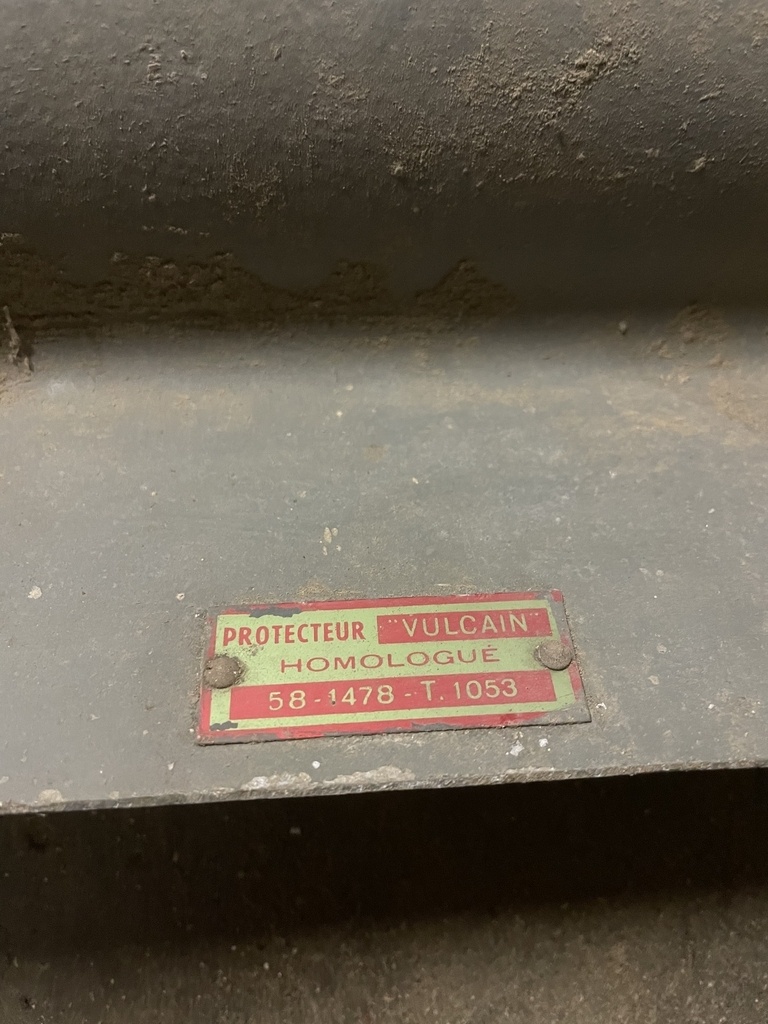 PROTECTEUR "VULCAIN"
HOMOLOGUÉ
58-1478-T.1053